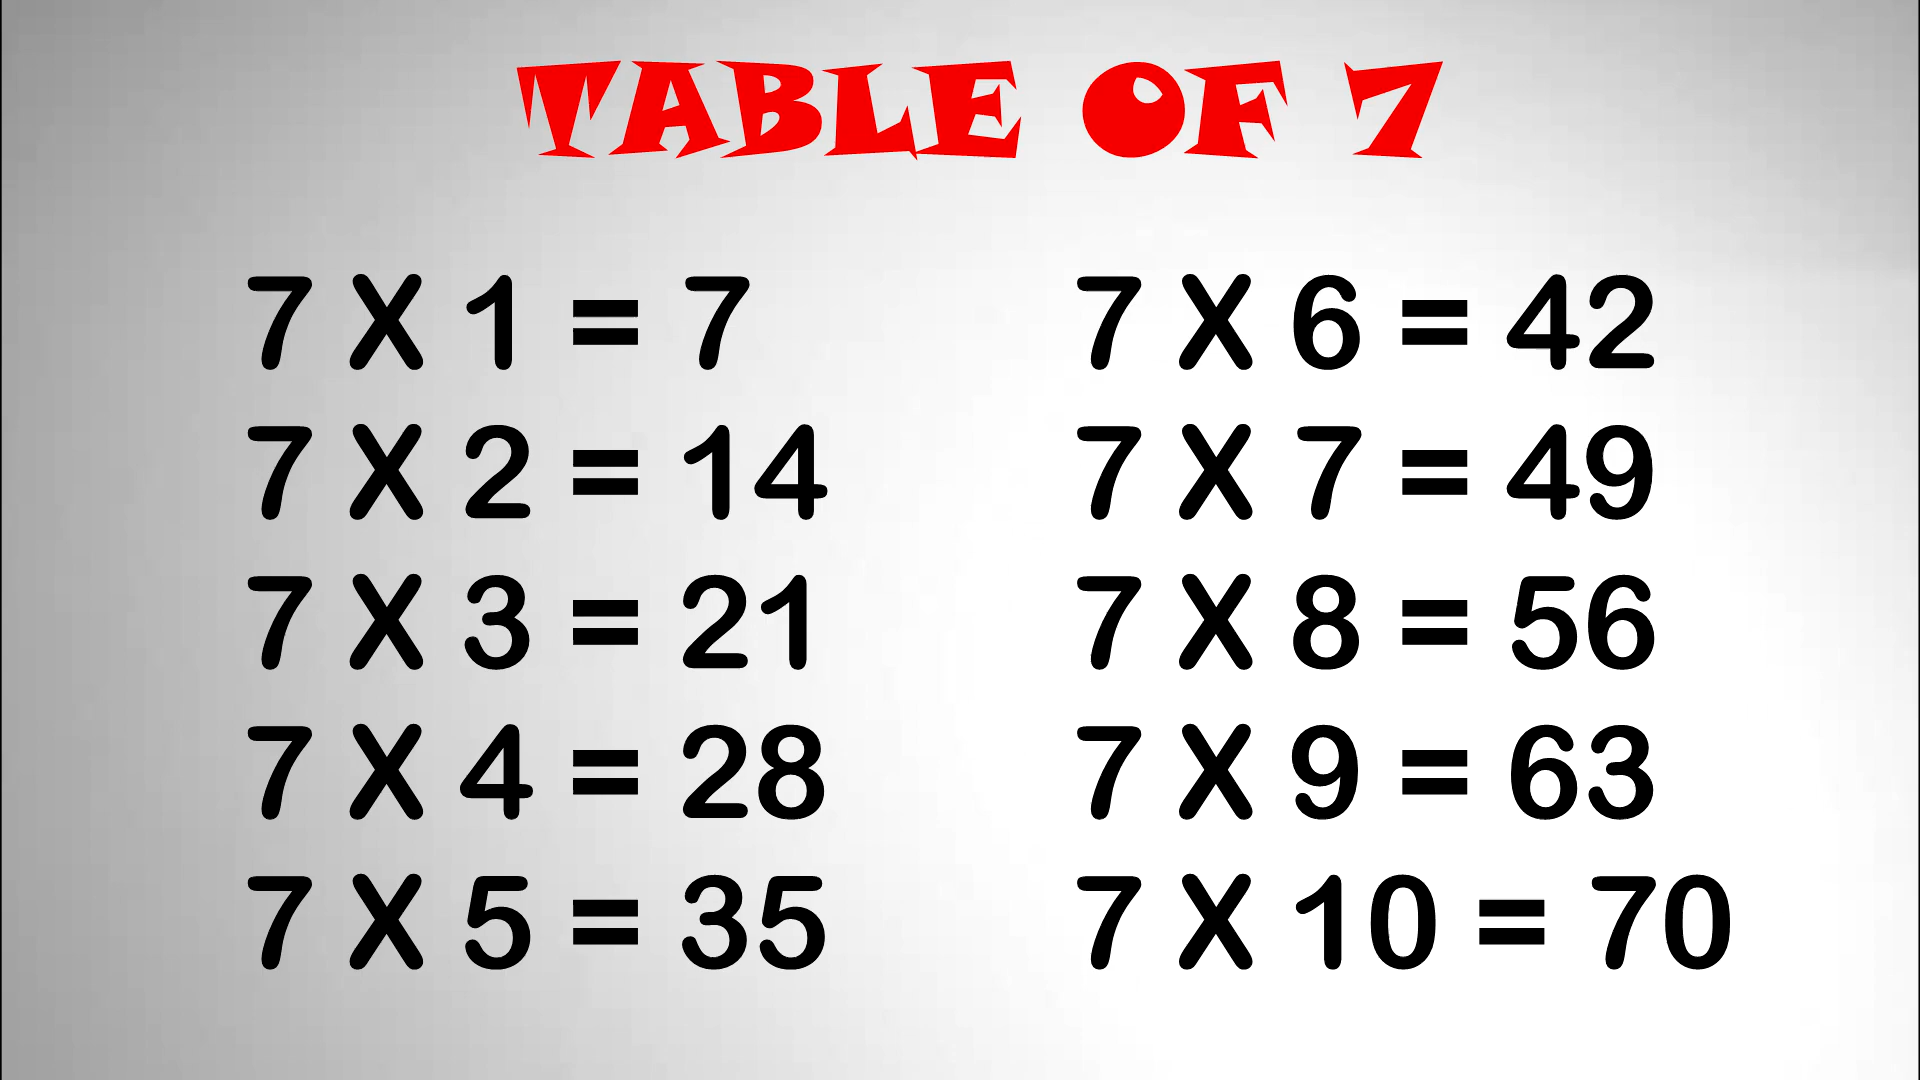 TABLE OF 7
7 X 1 = 7
7 X 2 = 14
7 X 3 = 21
7 X 4 = 28
7 X 5 = 35
7 X 6 = 42
7 X 7 = 49
7 X 8 = 56
7 X 9 = 63
7 X 10 = 70